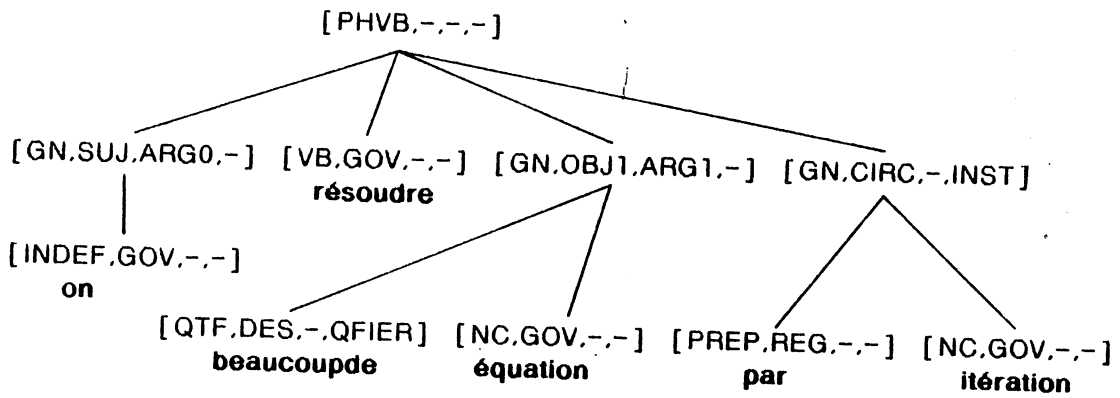 [PHVB,-,-,-]
[GN,SUJ,ARG0,-] [VB,GOV,-,-] [GN,OBJ1,ARG1,-] [GN,CIRC,-,INST]
résoudre
[INDEF,GOV,-,-]
on
[QTF,DES,-,QFIER] [NC,GOV,-,-] [PREP,REG,-,-] [NC,GOV,-,-]
beaucoupde équation par itération